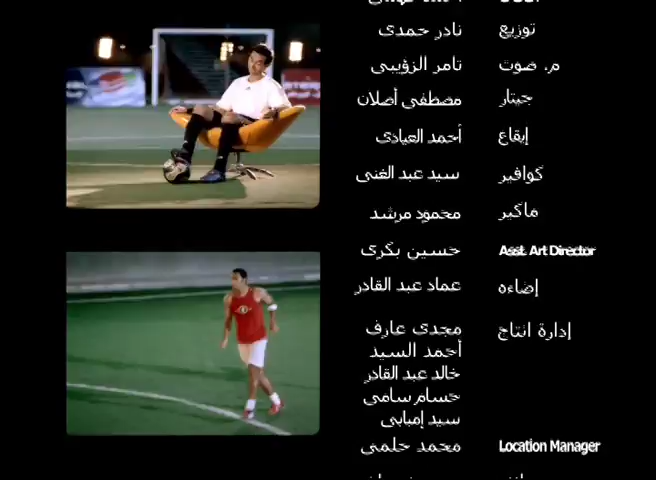 توزيع نادر حمدى
م. صوت تامر الزؤيبى
جيتار مصطفي أصلان
إيقاع أحمد العيادى
كوافير سيد عبد الغنى
ماكير محمود مرشد
Asst. Art Director حسين بكرى
إضاءه عماد عبد القادر
إدارة انتاج مجدى عارف
أحمد السيد
خالد عبد القادر
حسام سامى
سيد إمبابى
Location Manager محمد حلمى